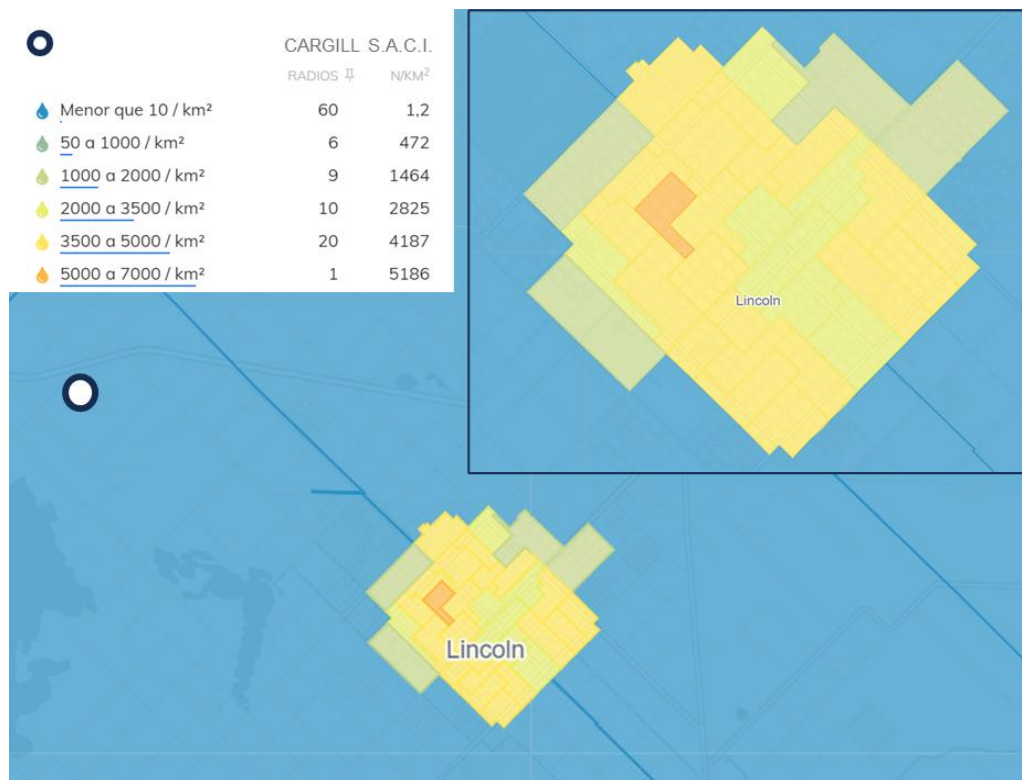 CARGILL S.A.C.I.
RADIOS N/KM²
Menor que 10 / km² 60 1,2
50 a 1000 / km² 6 472
1000 a 2000 / km² 9 1464
2000 a 3500 / km² 10 2825
3500 a 5000 / km² 20 4187
5000 a 7000 / km² 1 5186
Lincoln
Lincoln